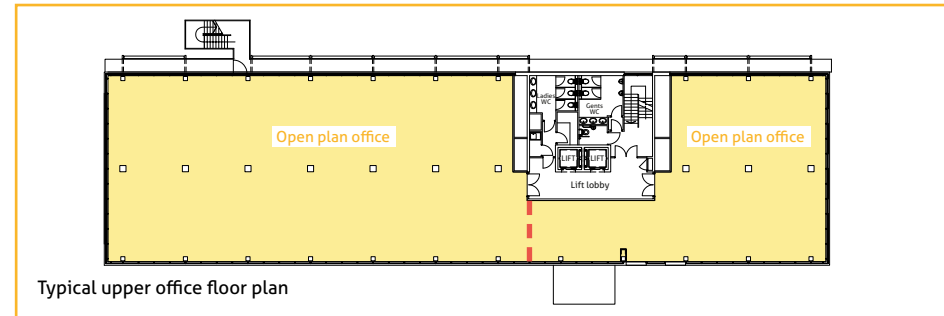 Ladies
WC
Gents
WC
Open plan office
Open plan office
LIFT
LIFT
Lift lobby
Typical upper office floor plan